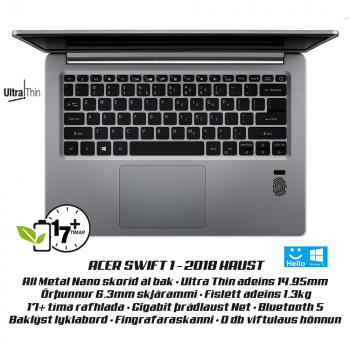 Ultra Thin
17+
TÍMAR
Hello
ACER SWIFT 1 - 2018 HAUST
All Metal Nano skorið ál bak • Ultra Thin aðeins 14.95mm
Örþunnur 6.3mm skjárammi • Fislétt aðeins 1.3kg
17+ tíma rafhlaða • Gigabit þráðlaust Net • Bluetooth 5
Baklýst lyklaborð • Fingrafaraskanni • 0 db viftulaus hönnun